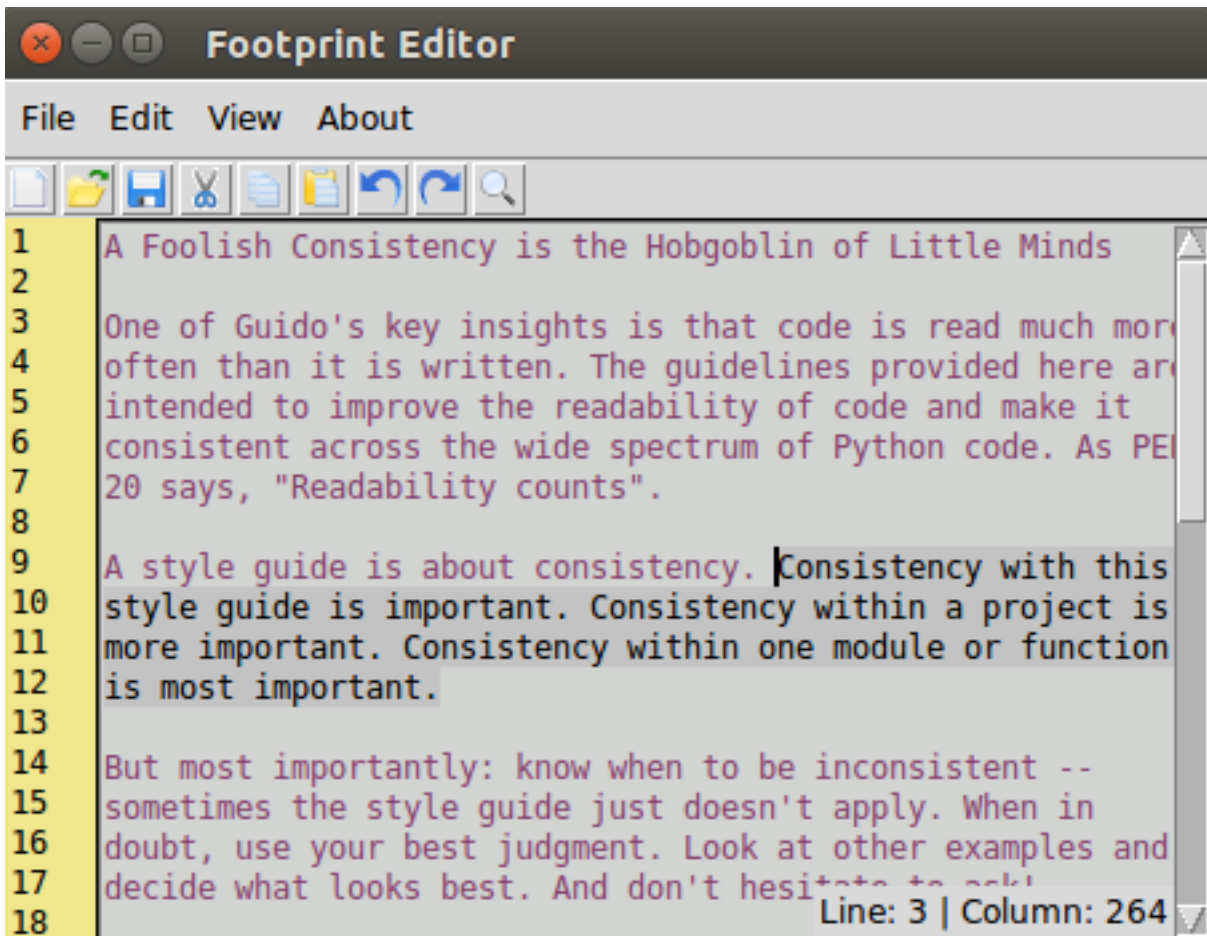 Footprint Editor
File Edit View About
1 A Foolish Consistency is the Hobgoblin of Little Minds
2
3 One of Guido's key insights is that code is read much more
4 often than it is written. The guidelines provided here are
5 intended to improve the readability of code and make it
6 consistent across the wide spectrum of Python code. As PEP
7 20 says, "Readability counts".
8
9 A style guide is about consistency. Consistency with this
10 style guide is important. Consistency within a project is
11 more important. Consistency within one module or function
12 is most important.
13
14 But most importantly: know when to be inconsistent --
15 sometimes the style guide just doesn't apply. When in
16 doubt, use your best judgment. Look at other examples and
17 decide what looks best. And don't hesitate to ask!
18
Line: 3 | Column: 264